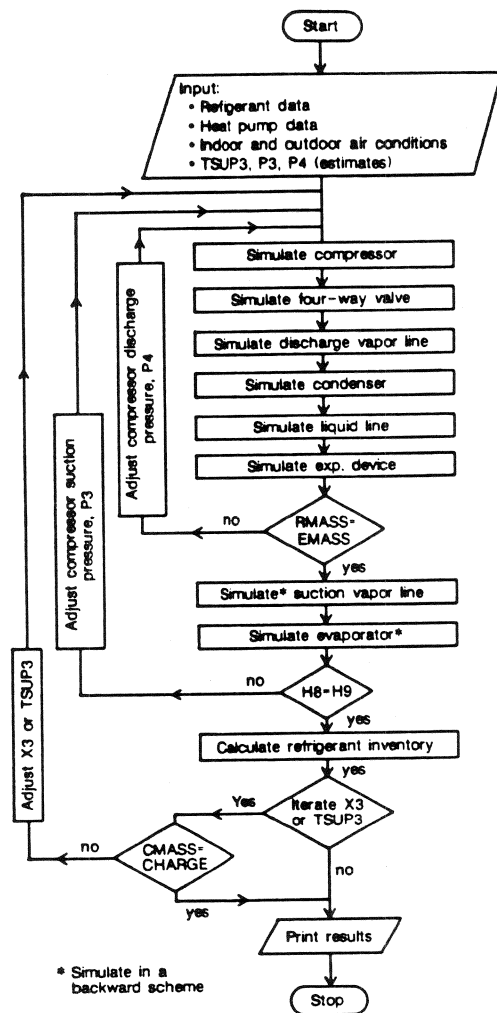 Start
Input:
• Refigerant data
• Heat pump data
• Indoor and outdoor air conditions
• TSUP3, P3, P4 (estimates)
Simulate compressor
Simulate four-way valve
Simulate discharge vapor line
Simulate condenser
Simulate liquid line
Simulate exp. device
Adjust compressor discharge
pressure, P4
no
RMASS=
EMASS
yes
Simulate* suction vapor line
Simulate evaporator*
Adjust compressor suction
pressure, P3
no
H8=H9
yes
Calculate refrigerant inventory
yes
Adjust X3 or TSUP3
Yes
Iterate X3
or TSUP3
no
CMASS=
CHARGE
no
yes
Print results
* Simulate in a
backward scheme
Stop